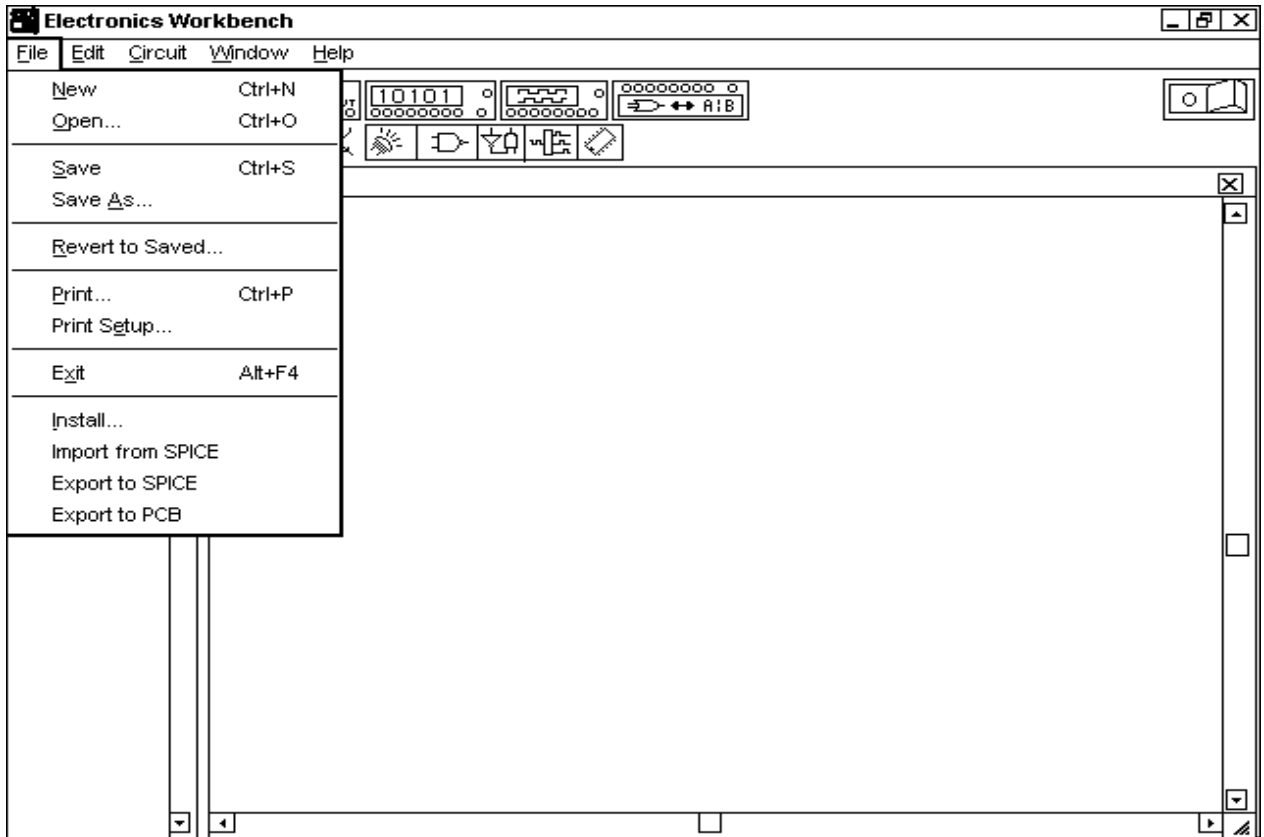 Electronics Workbench
File Edit Circuit Window Help
New Ctrl+N
Open... Ctrl+O
Save Ctrl+S
Save As...
Revert to Saved...
Print... Ctrl+P
Print Setup...
Exit Alt+F4
Install...
Import from SPICE
Export to SPICE
Export to PCB
10101
A|B